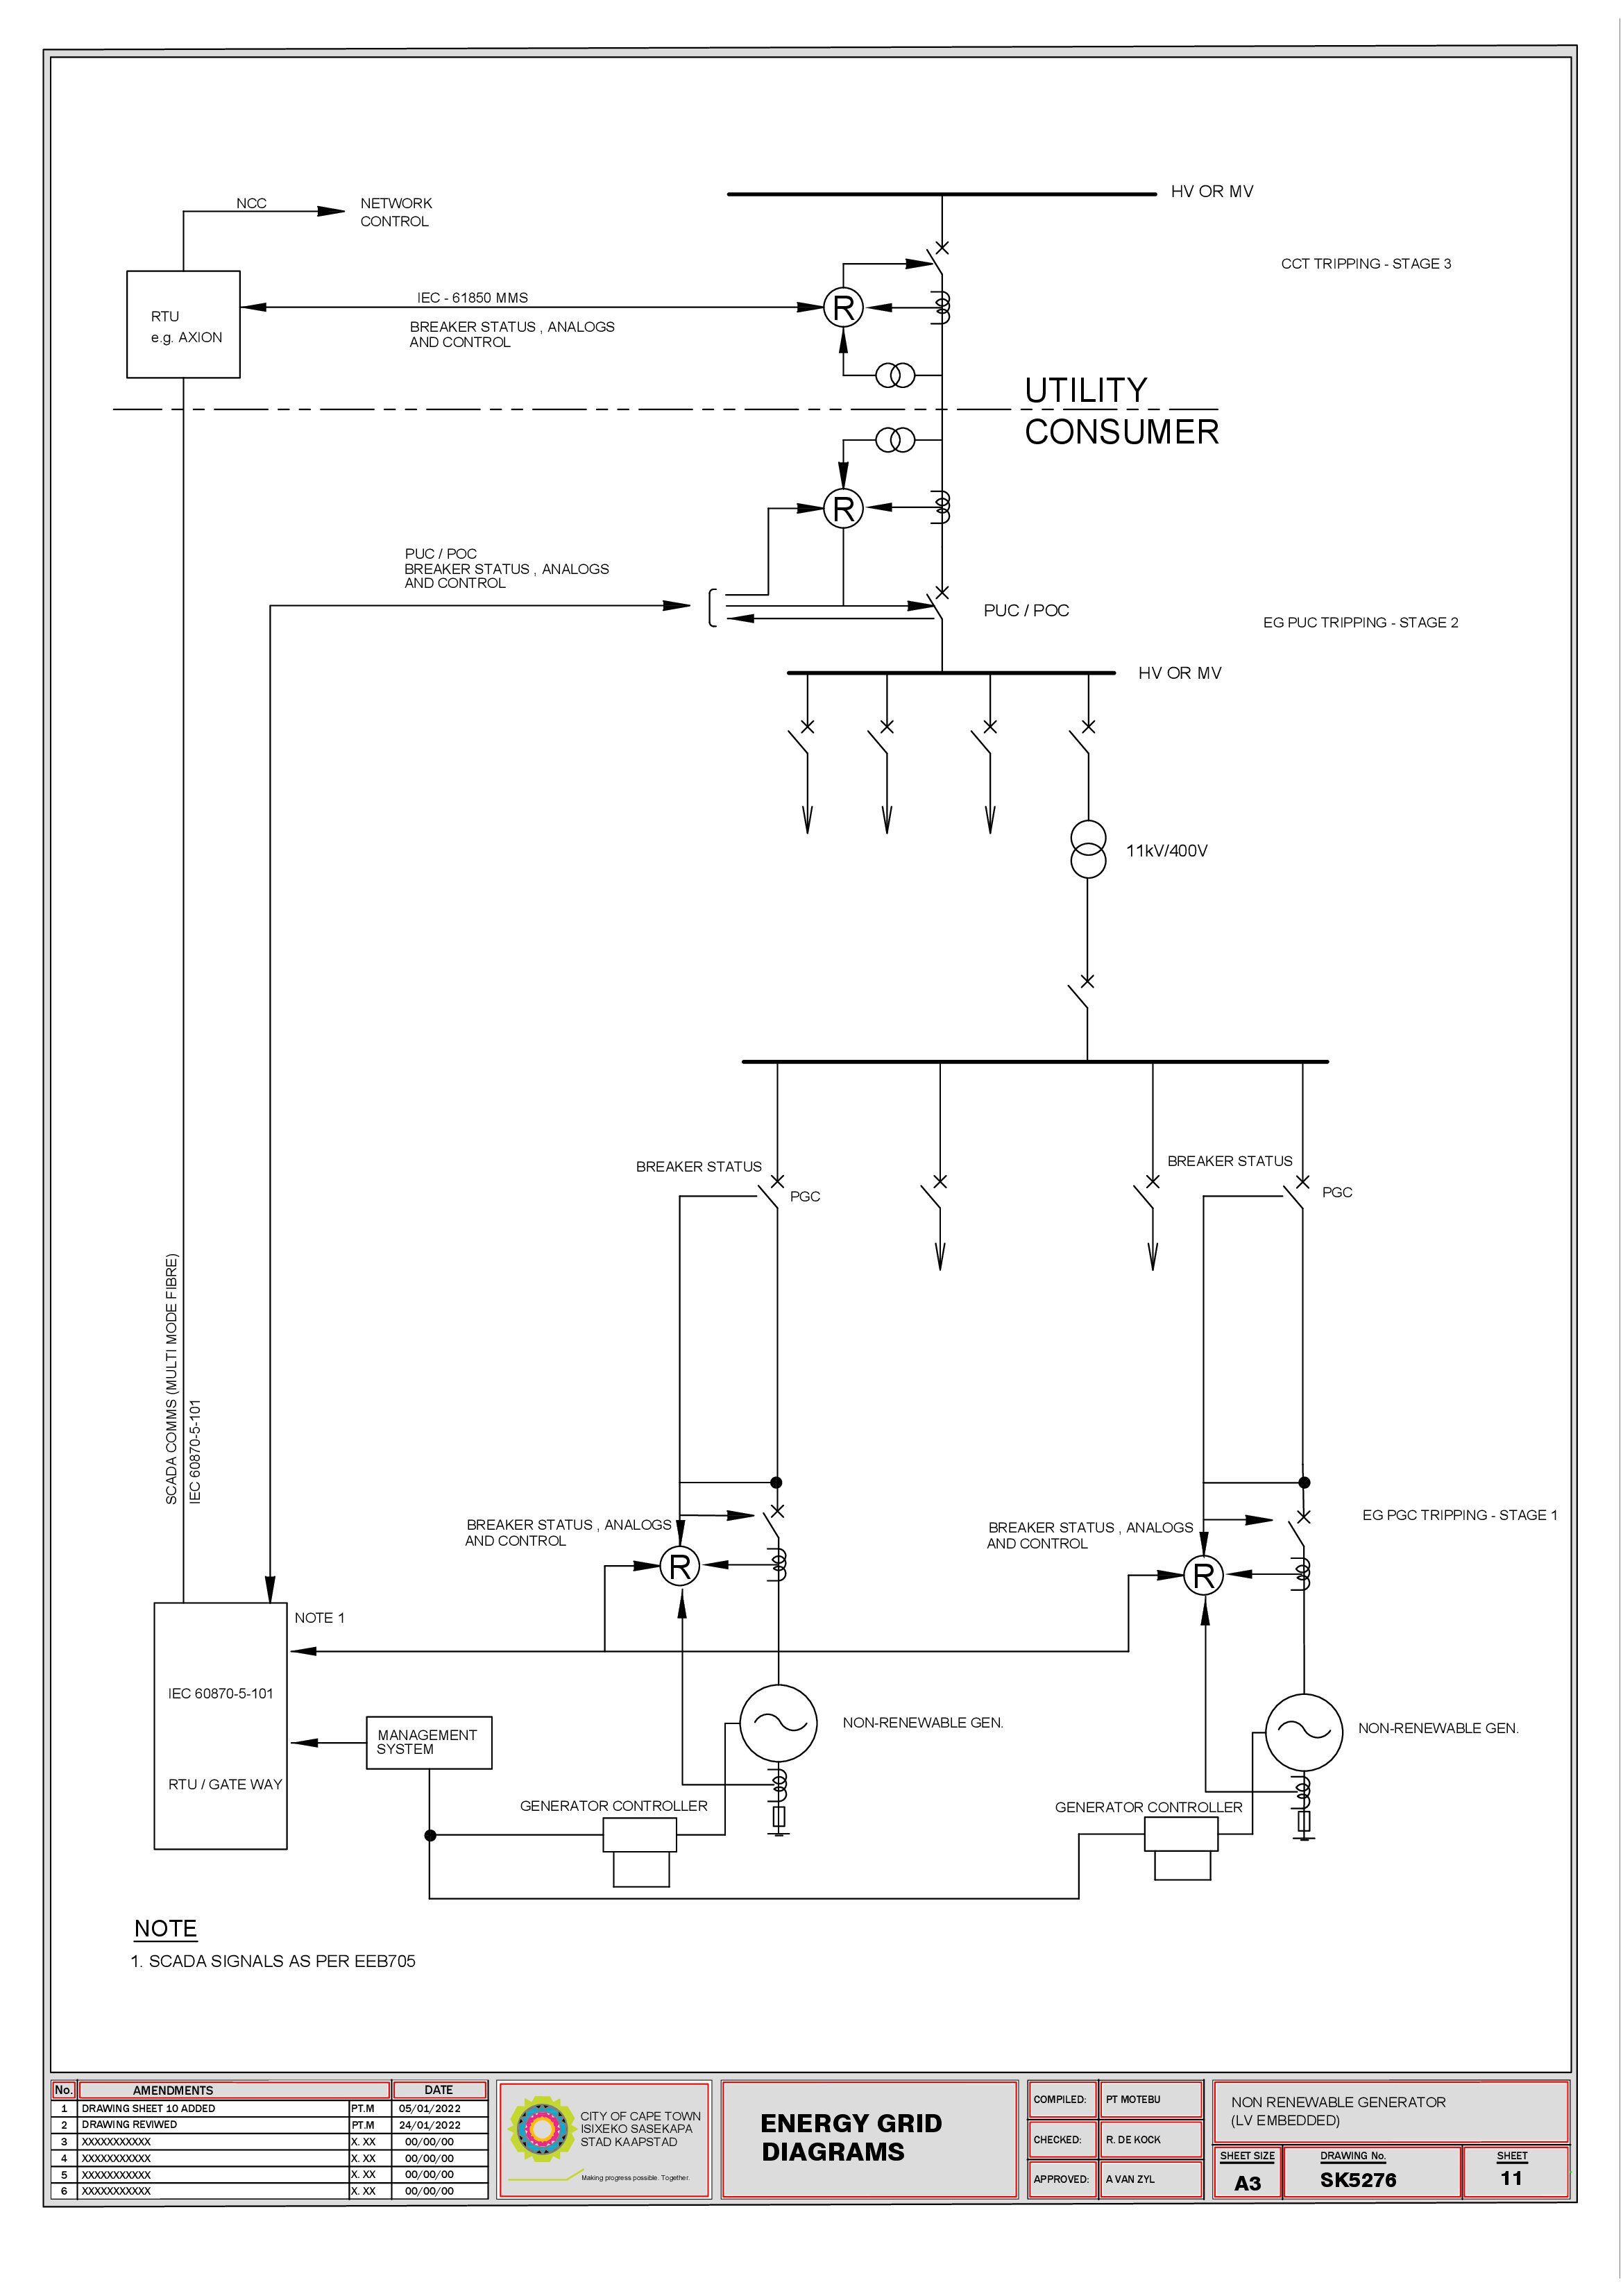 HV OR MV
NCC
NETWORK
CONTROL
CCT TRIPPING - STAGE 3
IEC - 61850 MMS
R
RTU
e.g. AXION
BREAKER STATUS , ANALOGS
AND CONTROL
UTILITY
CONSUMER
R
PUC / POC
BREAKER STATUS , ANALOGS
AND CONTROL
PUC / POC
EG PUC TRIPPING - STAGE 2
HV OR MV
11kV/400V
BREAKER STATUS
PGC
BREAKER STATUS
PGC
SCADA COMMS (MULTI MODE FIBRE)
IEC 60870-5-101
BREAKER STATUS , ANALOGS
AND CONTROL
R
BREAKER STATUS , ANALOGS
AND CONTROL
R
EG PGC TRIPPING - STAGE 1
NOTE 1
IEC 60870-5-101
RTU / GATE WAY
MANAGEMENT
SYSTEM
NON-RENEWABLE GEN.
NON-RENEWABLE GEN.
GENERATOR CONTROLLER
GENERATOR CONTROLLER
NOTE
1. SCADA SIGNALS AS PER EEB705
No. AMENDMENTS DATE
1 DRAWING SHEET 10 ADDED PT.M 05/01/2022
2 DRAWING REVIWED PT.M 24/01/2022
3 XXXXXXXXXXX X. XX 00/00/00
4 XXXXXXXXXXX X. XX 00/00/00
5 XXXXXXXXXXX X. XX 00/00/00
6 XXXXXXXXXXX X. XX 00/00/00
CITY OF CAPE TOWN
ISIXEKO SASEKAPA
STAD KAAPSTAD
Making progress possible. Together.
ENERGY GRID
DIAGRAMS
COMPILED: PT MOTEBU
CHECKED: R. DE KOCK
APPROVED: A VAN ZYL
NON RENEWABLE GENERATOR
(LV EMBEDDED)
SHEET SIZE
A3
DRAWING No.
SK5276
SHEET
11